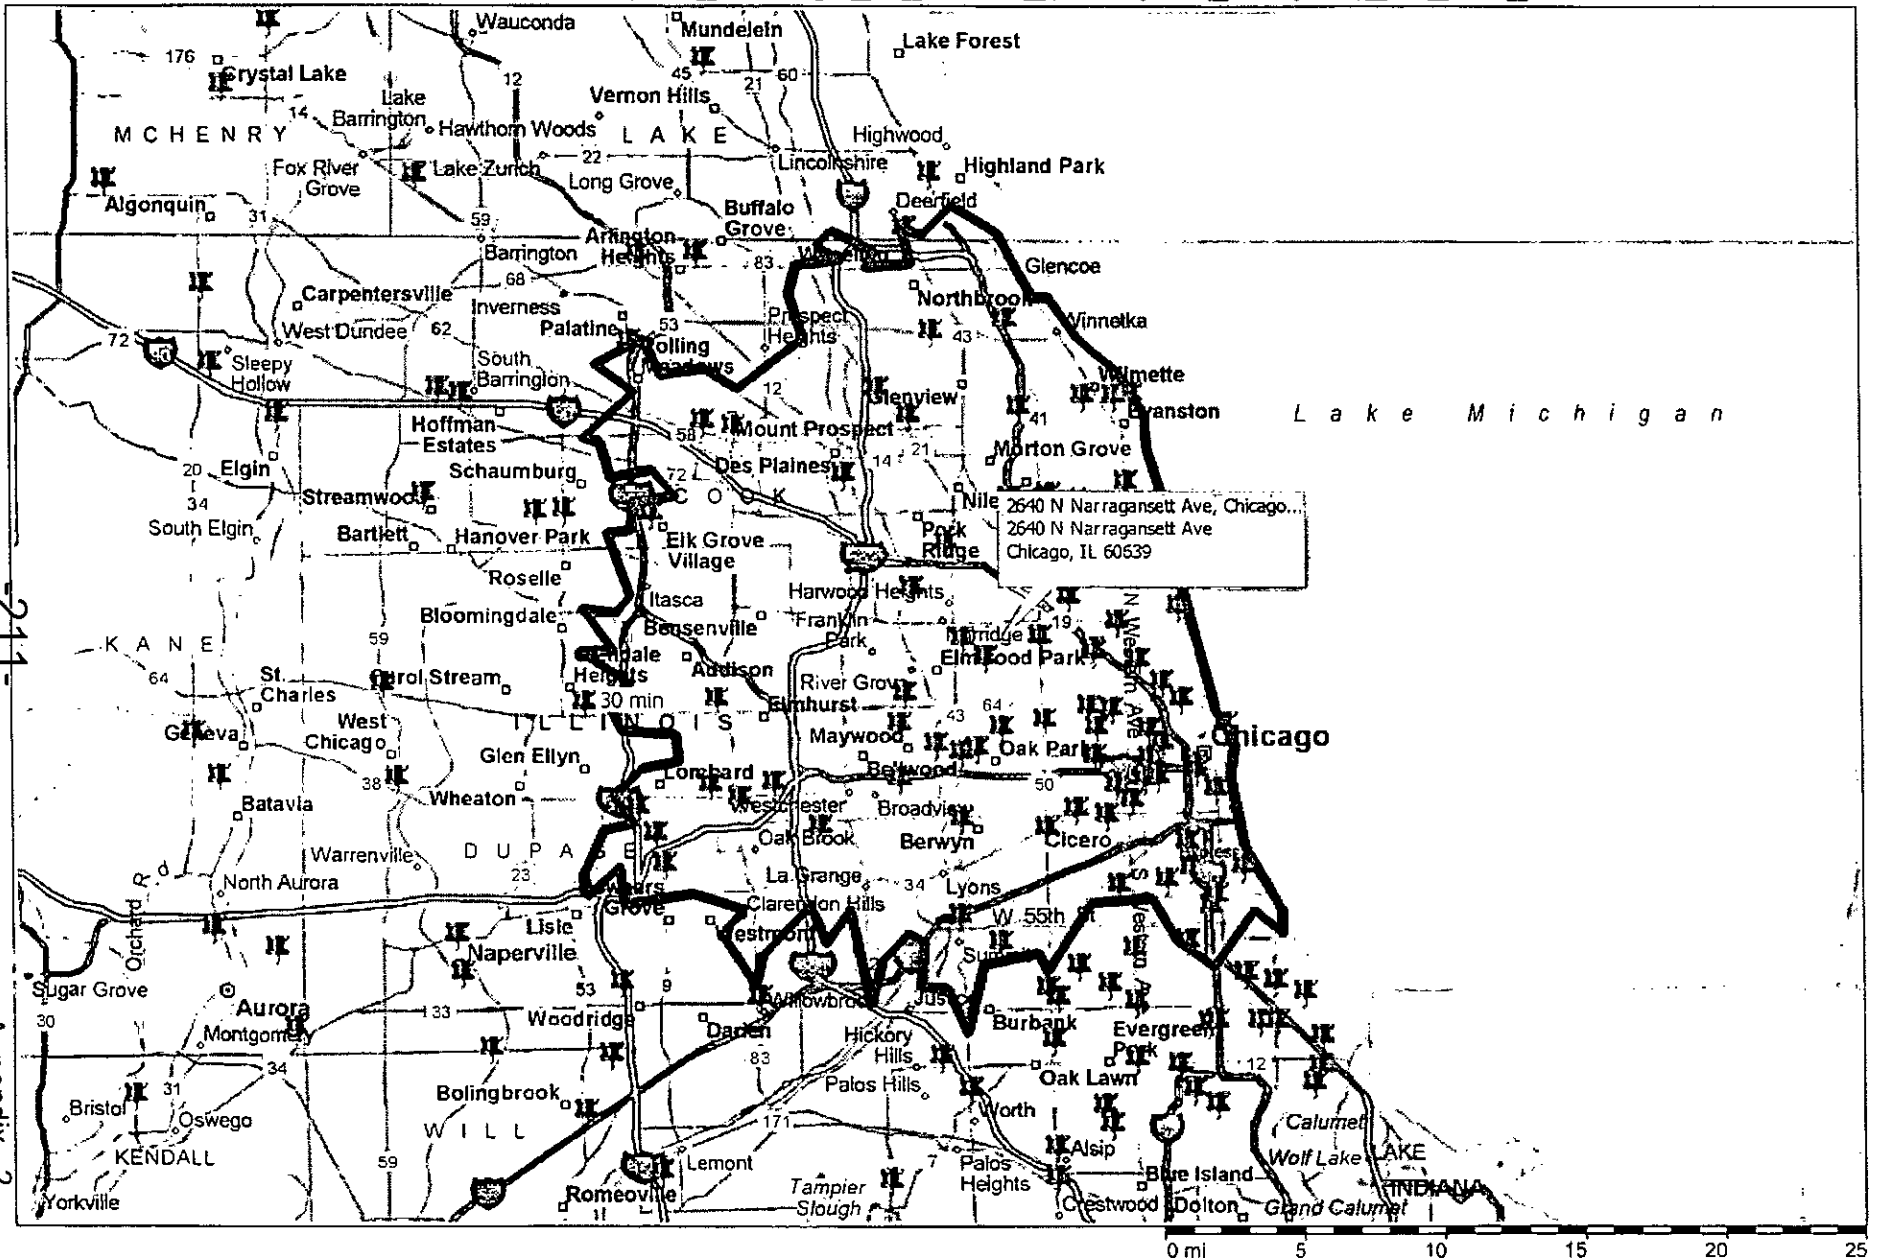 Wauconda
Mundelein
Lake Forest
176
Crystal Lake
12
45
21
60
Lake
Barrington
Vernon Hills
14
MCHENRY
Hawthorn Woods
LAKE
Highwood
Fox River
Grove
Lake Zurich
22
Lincolnshire
Highland Park
Long Grove
Algonquin
31
59
Buffalo
Grove
Deerfield
Arlington
Heights
Barrington
83
Glencoe
68
Carpentersville
Inverness
Northbrook
West Dundee
62
Palatine
53
Prospect
Heights
Winnetka
72
43
Rolling
Meadows
Sleepy
Hollow
South
Barrington
12
Wilmette
Glenview
Evanston
Lake Michigan
Hoffman
Estates
58
Mount Prospect
41
Morton Grove
20
Elgin
Schaumburg
72
Des Plaines
14
21
34
Streamwood
COOK
2640 N Narragansett Ave, Chicago...
2640 N Narragansett Ave
Chicago, IL 60639
South Elgin
Bartlett
Hanover Park
Elk Grove
Village
Park
Ridge
Roselle
Itasca
Harwood Heights
Bloomingdale
Bensenville
Franklin
Park
Norridge
19
N Western Ave
KANE
59
Glendale
Heights
Addison
Elmwood Park
64
St.
Charles
Carol Stream
River Grove
30 min
Elmhurst
ILLINOIS
43
64
Geneva
West
Chicago
Maywood
Oak Park
Chicago
Glen Ellyn
38
Lombard
Bellwood
50
Batavia
Wheaton
Westchester
Broadview
Oak Brook
Berwyn
Cicero
Warrenville
DUPAGE
23
La Grange
34
Lyons
Orchard Rd
North Aurora
Clarendon Hills
W 55th St
Lisle
Westmont
Naperville
Sugar Grove
53
9
Willowbrook
Aurora
33
Woodridge
Darien
Burbank
30
Montgomery
Hickory
Hills
Evergreen
Park
34
83
12
Palos Hills
Oak Lawn
31
Bolingbrook
Bristol
Oswego
Worth
WILL
171
Calumet
KENDALL
59
Lemont
7
Palos
Heights
Alsip
Wolf Lake
LAKE
Yorkville
Romeoville
Tampier
Slough
Blue Island
INDIANA
Crestwood
Dolton
Grand Calumet
0 mi 5 10 15 20 25
-211-